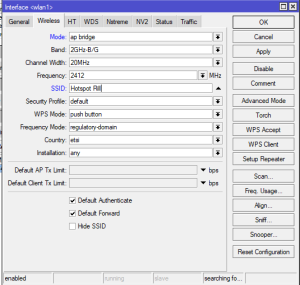 Interface <wlan1>
General Wireless HT WDS Nstreme NV2 Status Traffic
Mode: ap bridge
Band: 2GHz-B/G
Channel Width: 20MHz
Frequency: 2412 MHz
SSID: Hotspot RIll
Security Profile: default
WPS Mode: push button
Frequency Mode: regulatory-domain
Country: etsi
Installation: any
Default AP Tx Limit: bps
Default Client Tx Limit: bps
Default Authenticate
Default Forward
Hide SSID
OK
Cancel
Apply
Disable
Comment
Advanced Mode
Torch
WPS Accept
WPS Client
Setup Repeater
Scan...
Freq. Usage...
Align...
Sniff...
Snooper...
Reset Configuration
enabled running slave searching fo...